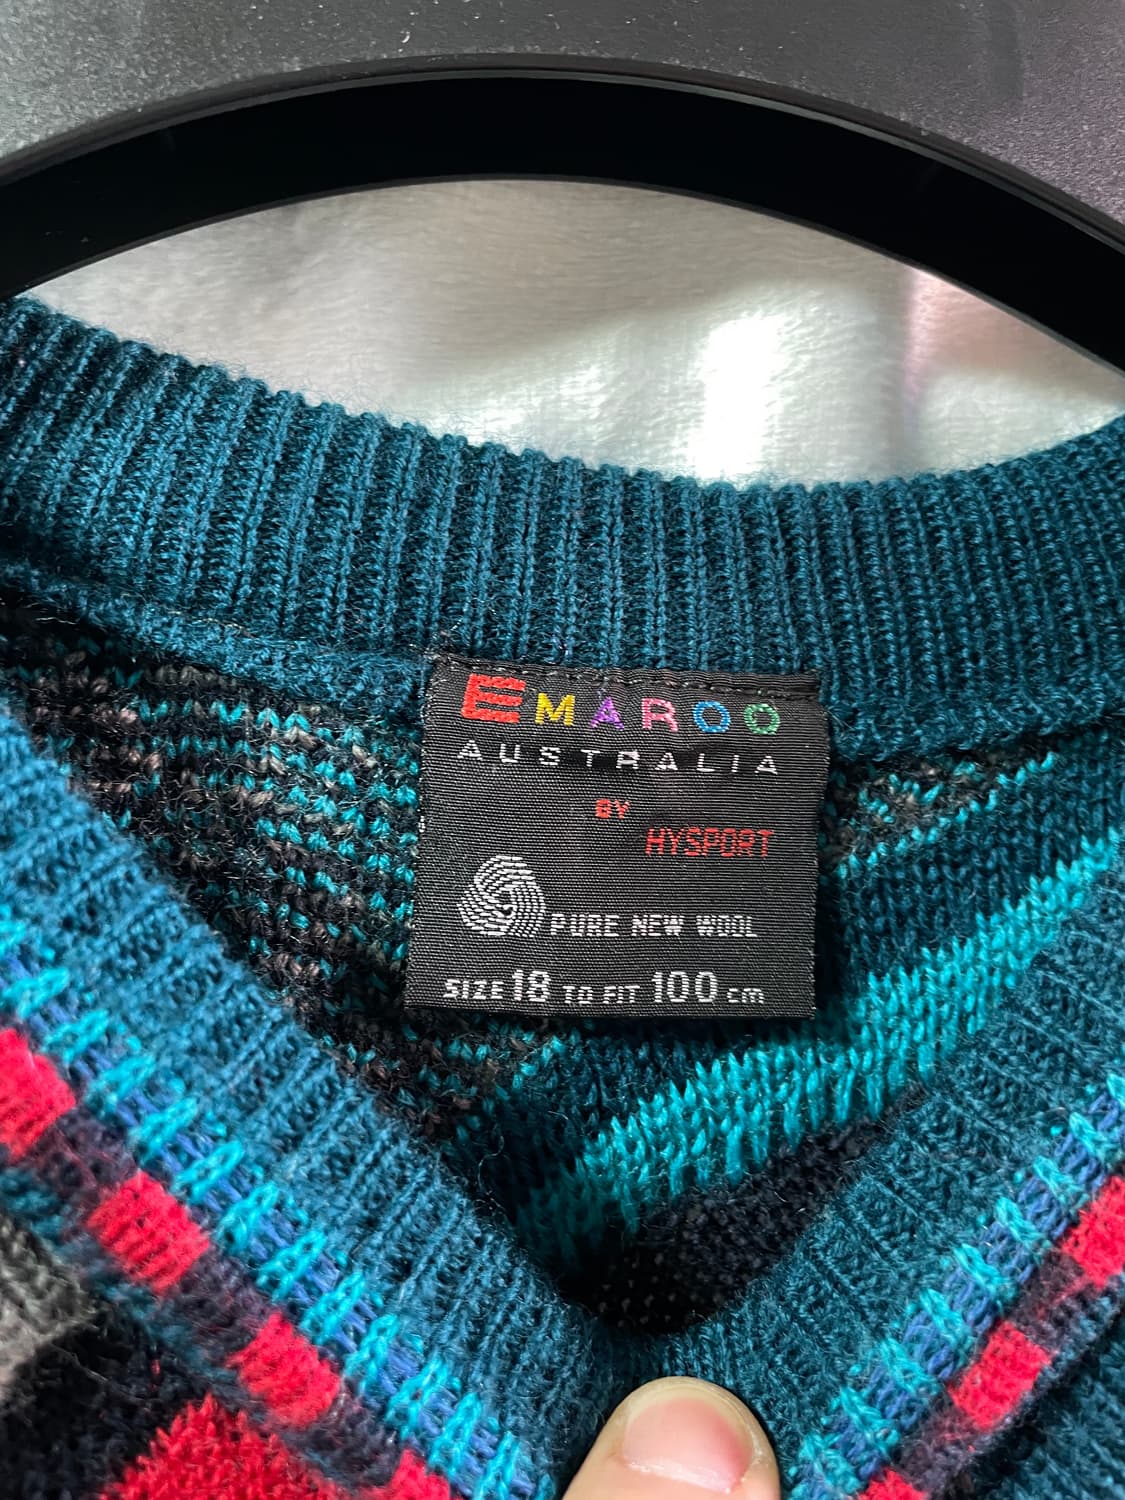 EMAROO
AUSTRALIA
BY
HYSPORT
PURE NEW WOOL
SIZE 18 TO FIT 100 cm